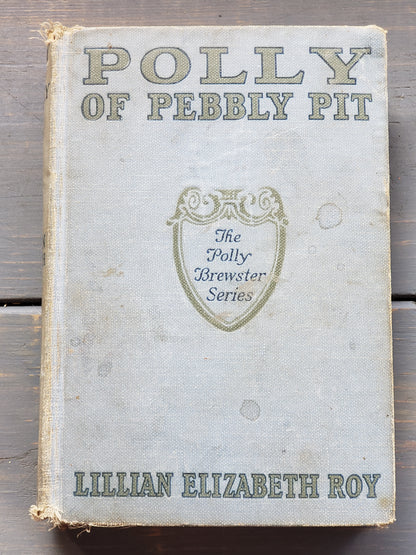 POLLY
OF PEBBLY PIT
The
Polly
Brewster
Series
LILLIAN ELIZABETH ROY